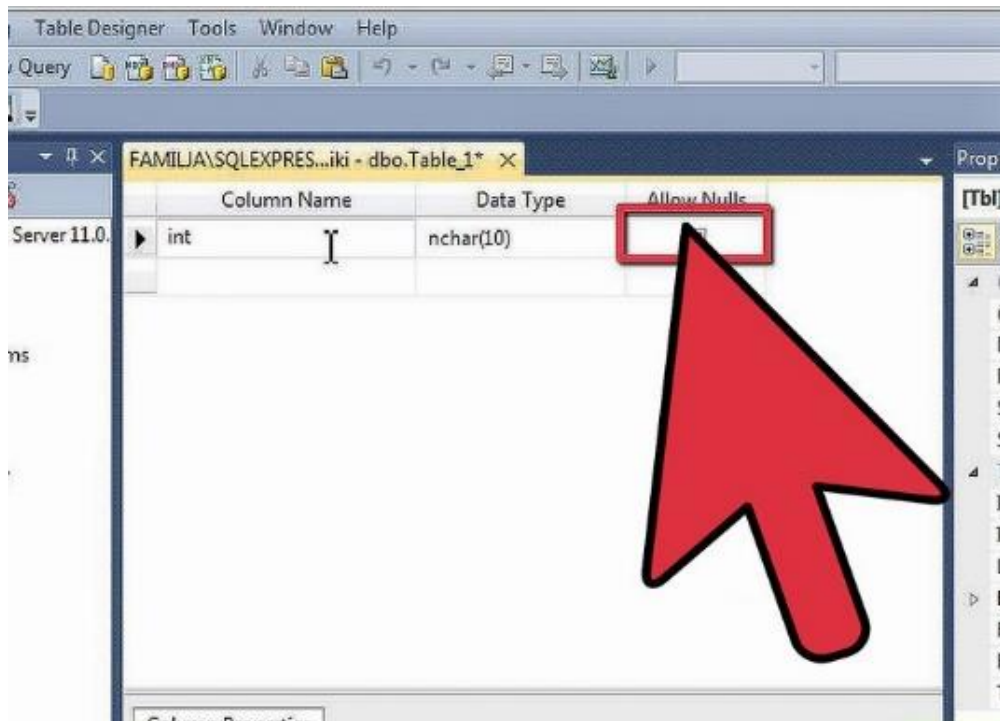 Table Designer Tools Window Help
Query
FAMILJA\SQLEXPRES...iki - dbo.Table_1* ×
Prop
Column Name Data Type Allow Nulls
[Tbl]
Server 11.0.
int nchar(10)
ms